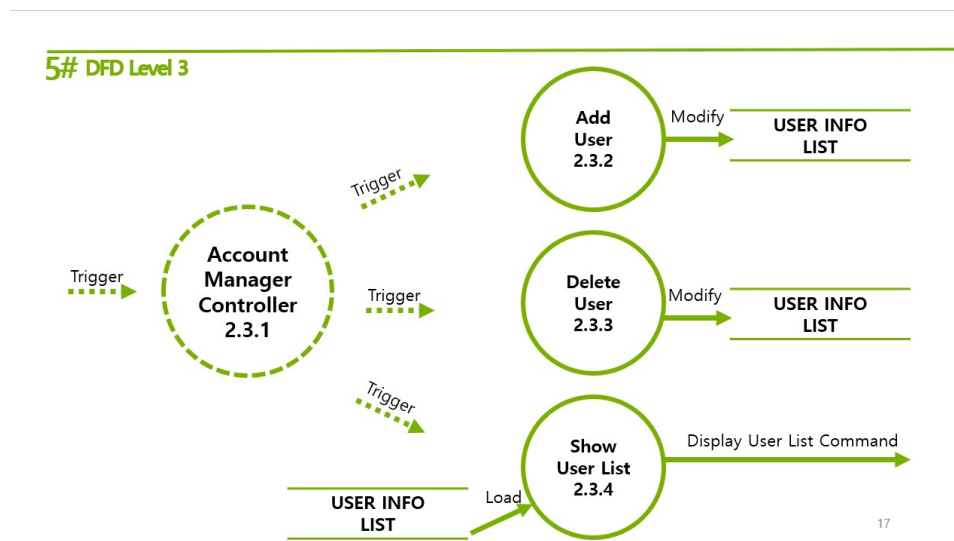 5# DFD Level 3
Trigger
Account
Manager
Controller
2.3.1
Trigger
Trigger
Trigger
Add
User
2.3.2
Modify
USER INFO
LIST
Delete
User
2.3.3
Modify
USER INFO
LIST
Show
User List
2.3.4
Display User List Command
USER INFO
LIST
Load
17